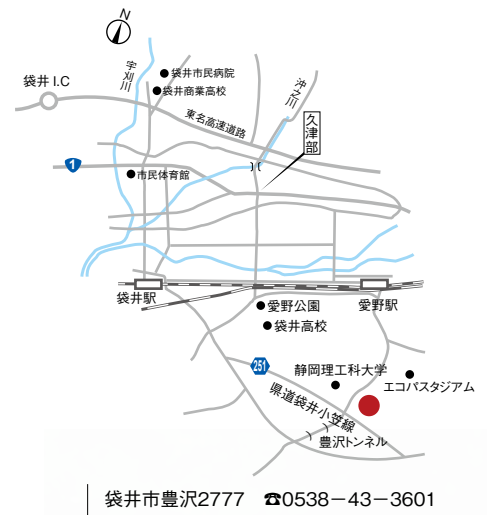 N
袋井 I.C
宇刈川
袋井市民病院
袋井商業高校
沖之川
東名高速道路
久津部
1
市民体育館
袋井駅
愛野公園
愛野駅
袋井高校
251
静岡理工科大学
エコパスタジアム
県道袋井小笠線
豊沢トンネル
袋井市豊沢2777 ☎0538−43−3601